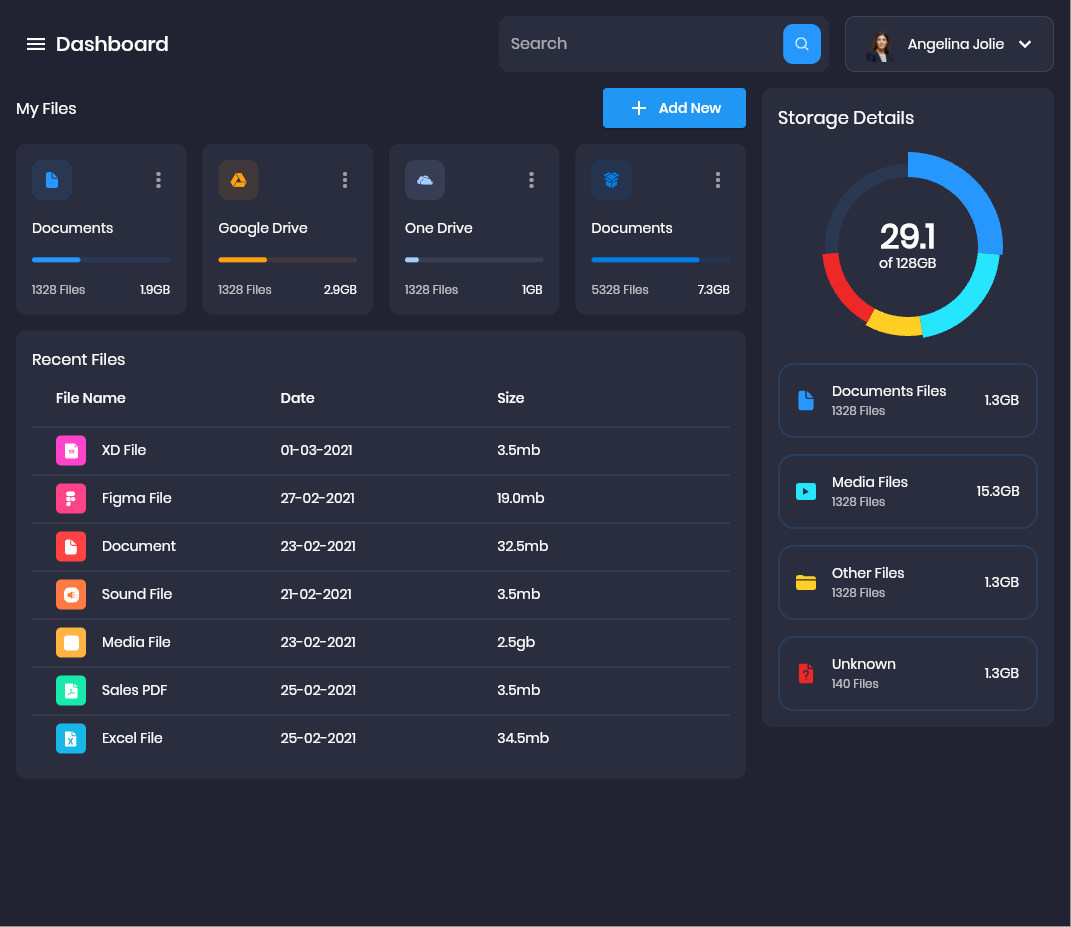 Dashboard
Search
Angelina Jolie
My Files
Add New
Documents
1328 Files 1.9GB
Google Drive
1328 Files 2.9GB
One Drive
1328 Files 1GB
Documents
5328 Files 7.3GB
Recent Files
File Name Date Size
XD File 01-03-2021 3.5mb
Figma File 27-02-2021 19.0mb
Document 23-02-2021 32.5mb
Sound File 21-02-2021 3.5mb
Media File 23-02-2021 2.5gb
Sales PDF 25-02-2021 3.5mb
Excel File 25-02-2021 34.5mb
Storage Details
29.1
of 128GB
Documents Files
1328 Files
1.3GB
Media Files
1328 Files
15.3GB
Other Files
1328 Files
1.3GB
Unknown
140 Files
1.3GB